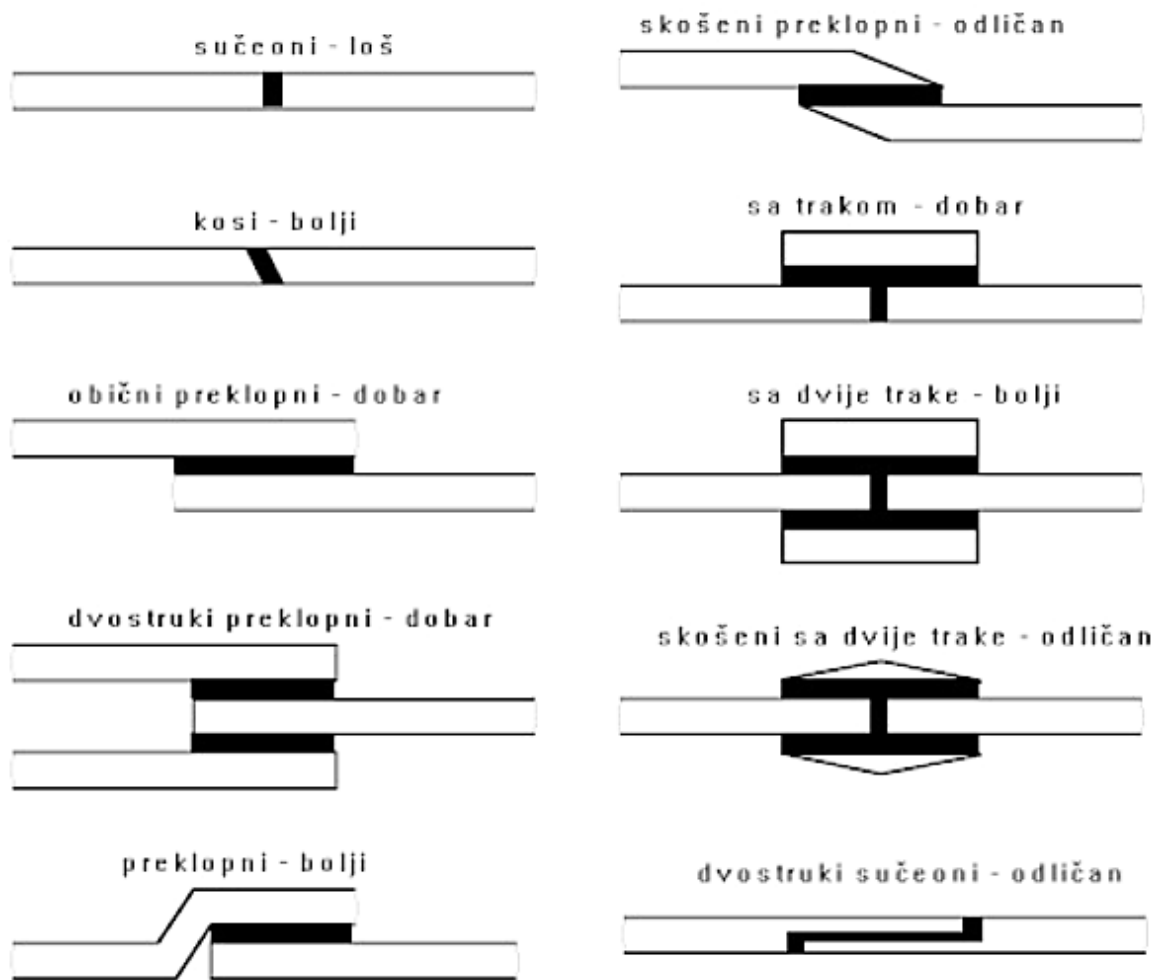 sučeoni - loš
kosi - bolji
obični preklopni - dobar
dvostruki preklopni - dobar
preklopni - bolji
skošeni preklopni - odličan
sa trakom - dobar
sa dvije trake - bolji
skošeni sa dvije trake - odličan
dvostruki sučeoni - odličan